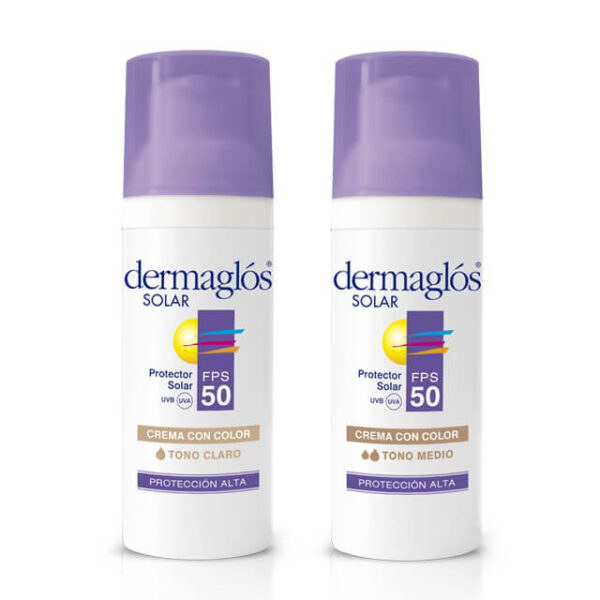 dermaglós®
SOLAR
Protector
Solar
UVB UVA
FPS
50
CREMA CON COLOR
TONO CLARO
PROTECCIÓN ALTA
dermaglós®
SOLAR
Protector
Solar
UVB UVA
FPS
50
CREMA CON COLOR
TONO MEDIO
PROTECCIÓN ALTA